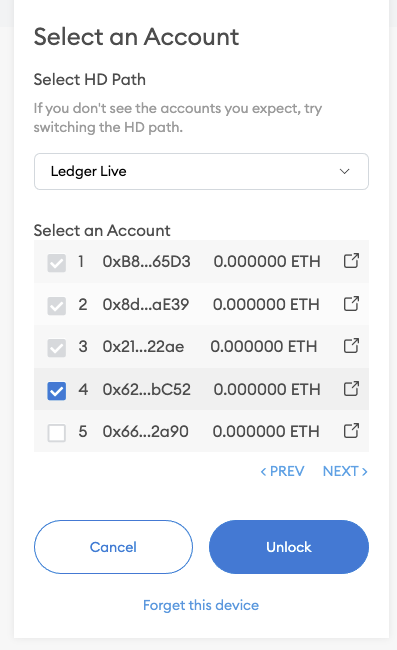 Select an Account
Select HD Path
If you don't see the accounts you expect, try
switching the HD path.
Ledger Live
Select an Account
1 0xB8...65D3 0.000000 ETH
2 0x8d...aE39 0.000000 ETH
3 0x21...22ae 0.000000 ETH
4 0x62...bC52 0.000000 ETH
5 0x66...2a90 0.000000 ETH
< PREV NEXT >
Cancel Unlock
Forget this device